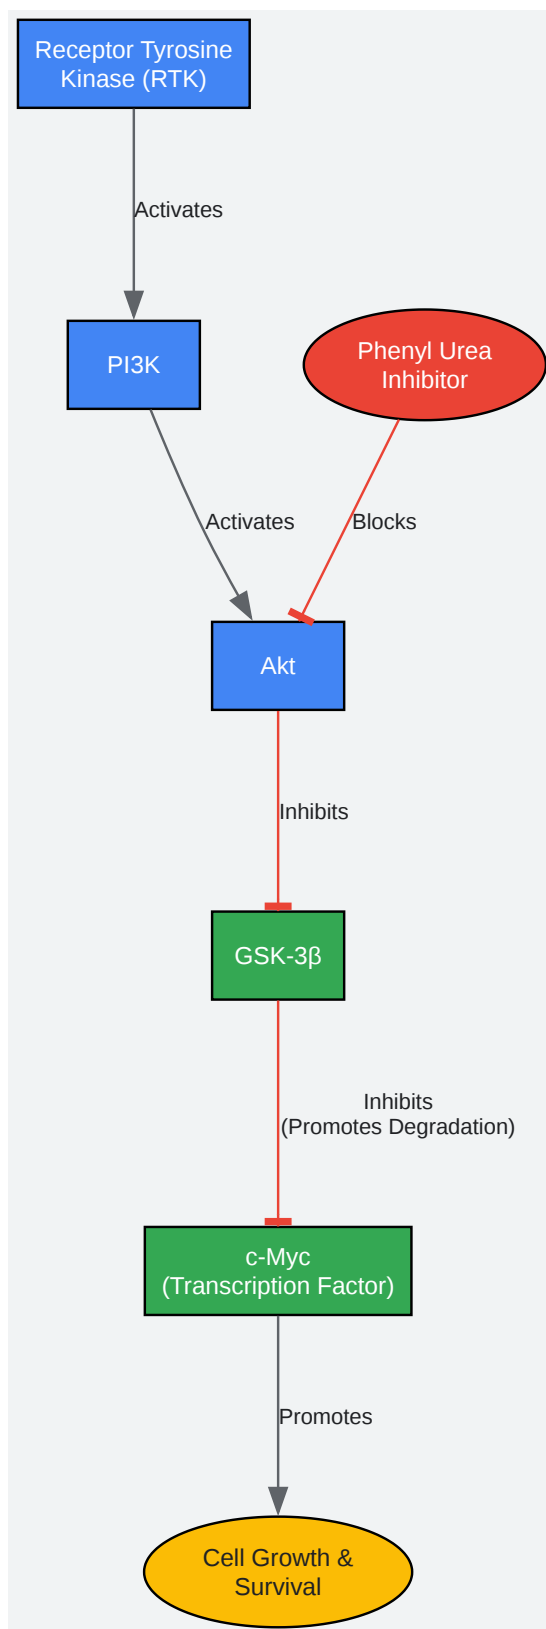 Receptor Tyrosine
Kinase (RTK)
Activates
PI3K
Phenyl Urea
Inhibitor
Activates
Blocks
Akt
Inhibits
GSK-3β
Inhibits
(Promotes Degradation)
c-Myc
(Transcription Factor)
Promotes
Cell Growth &
Survival